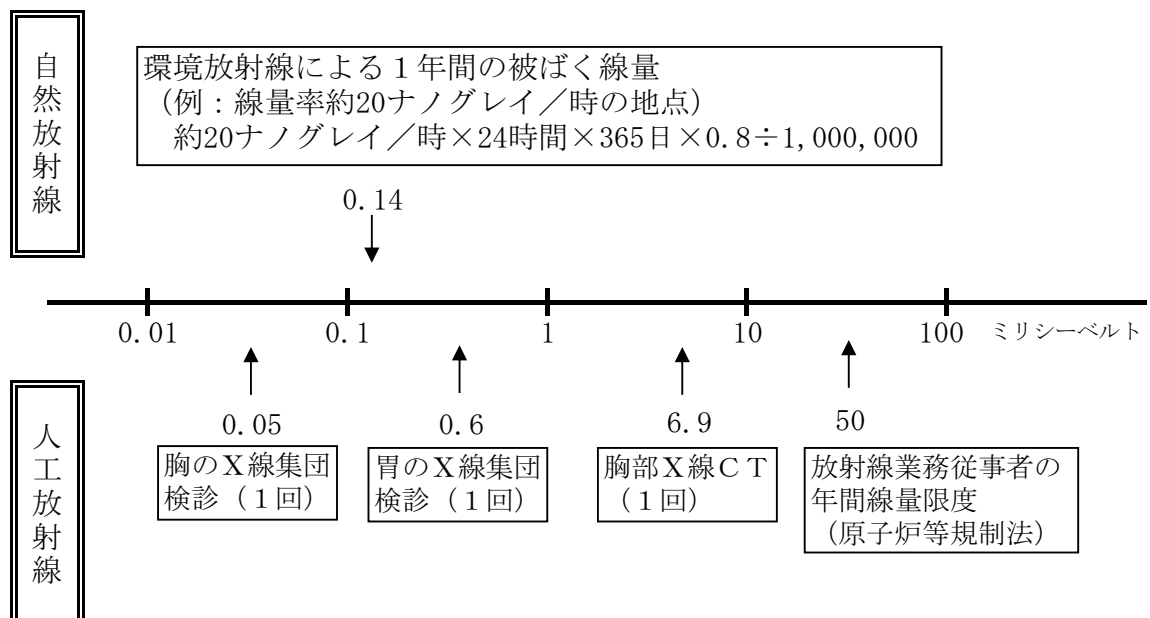 自然放射線
環境放射線による１年間の被ばく線量
（例：線量率約20ナノグレイ／時の地点）
約20ナノグレイ／時×24時間×365日×0.8÷1,000,000
0.14
0.01 0.1 1 10 100 ミリシーベルト
0.05 0.6 6.9 50
人工放射線
胸のＸ線集団
検診（１回）
胃のＸ線集団
検診（１回）
胸部Ｘ線ＣＴ
（１回）
放射線業務従事者の
年間線量限度
（原子炉等規制法）